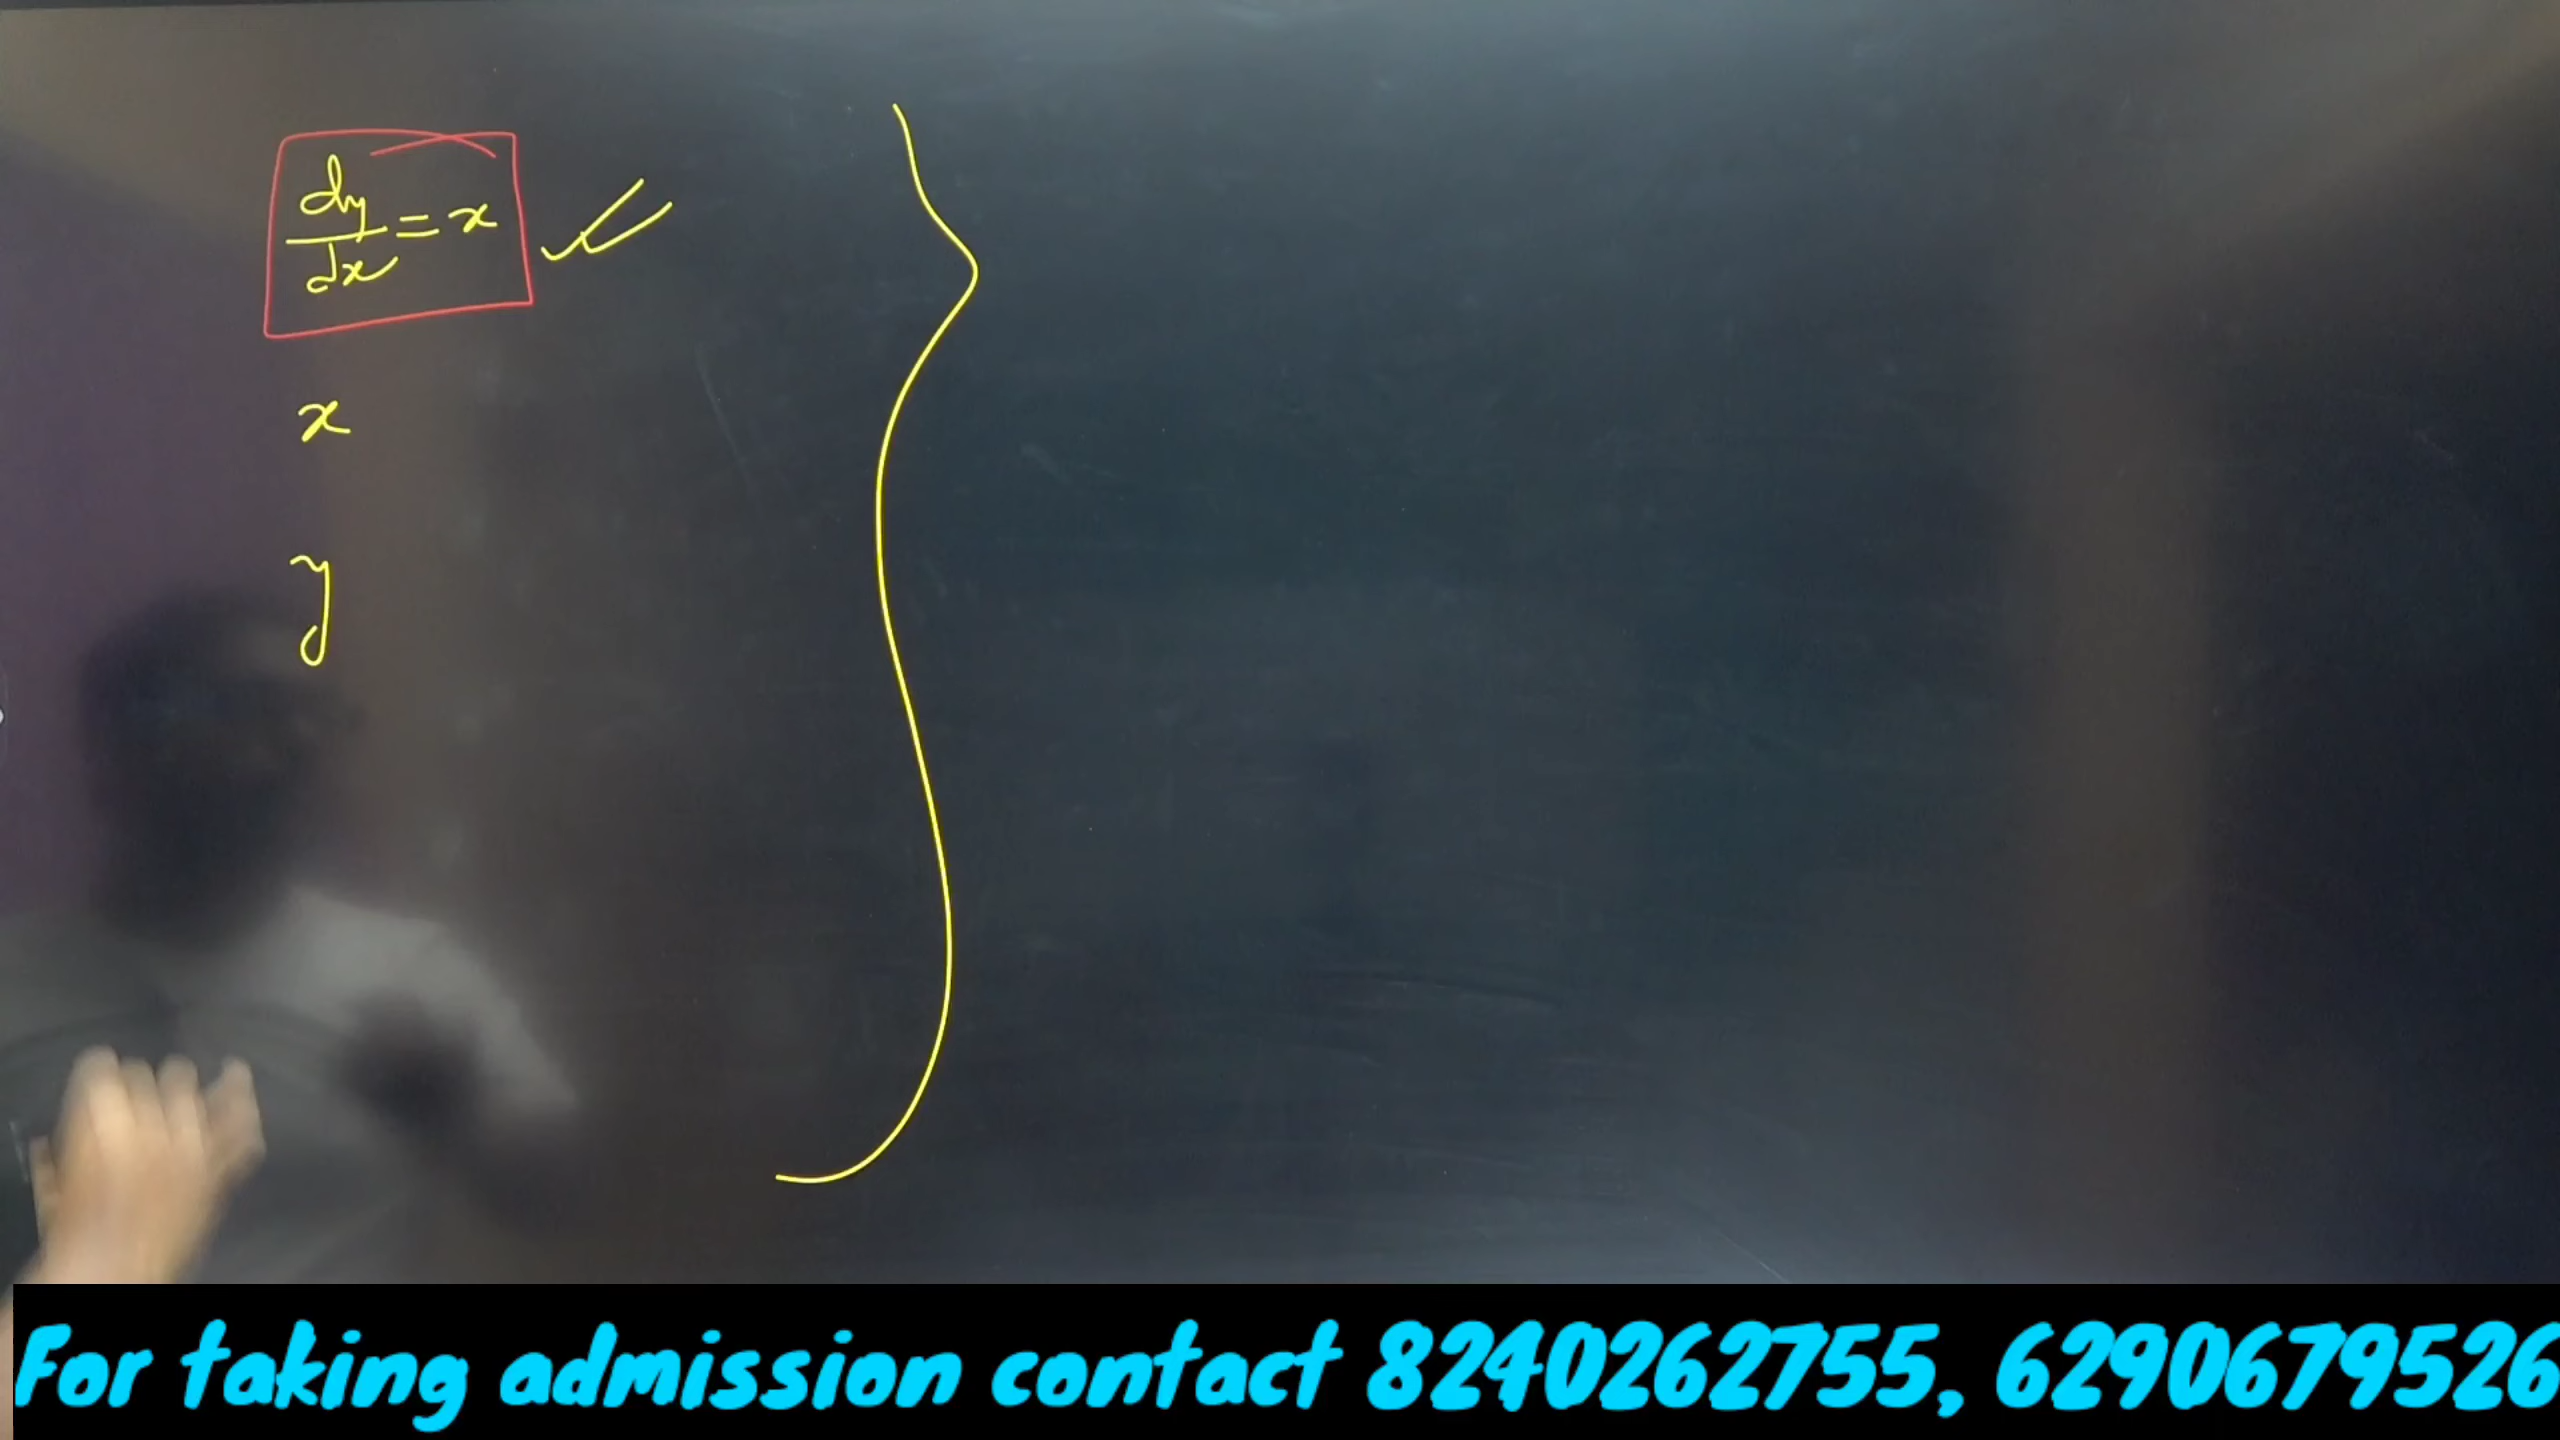 dy/dx = x
x
y
For taking admission contact 8240262755, 6290679526